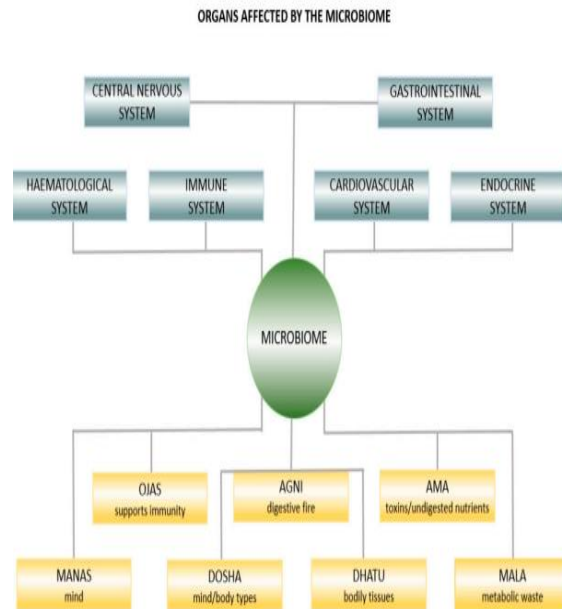 ORGANS AFFECTED BY THE MICROBIOME
CENTRAL NERVOUS
SYSTEM
GASTROINTESTINAL
SYSTEM
HAEMATOLOGICAL
SYSTEM
IMMUNE
SYSTEM
CARDIOVASCULAR
SYSTEM
ENDOCRINE
SYSTEM
MICROBIOME
OJAS
supports immunity
AGNI
digestive fire
AMA
toxins/undigested nutrients
MANAS
mind
DOSHA
mind/body types
DHATU
bodily tissues
MALA
metabolic waste